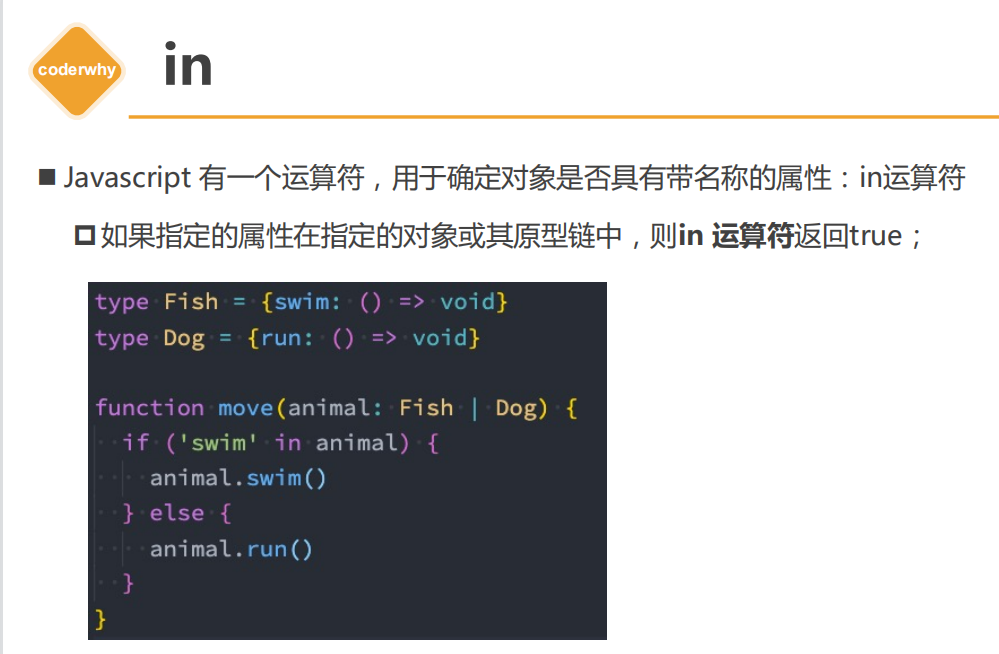 coderwhy
in
Javascript 有一个运算符，用于确定对象是否具有带名称的属性：in运算符
如果指定的属性在指定的对象或其原型链中，则in 运算符返回true；
type Fish = {swim: () => void}
type Dog = {run: () => void}
function move(animal: Fish | Dog) {
  if ('swim' in animal) {
    animal.swim()
  } else {
    animal.run()
  }
}